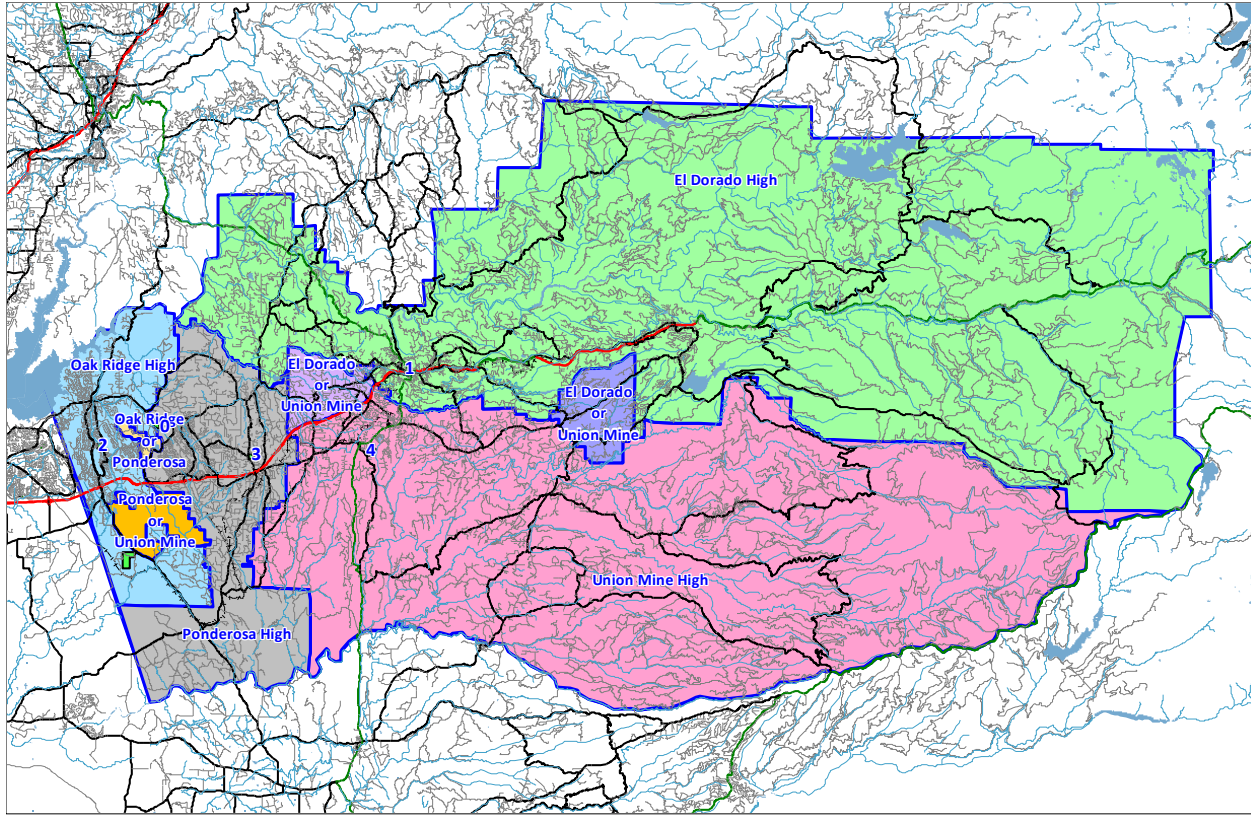 El Dorado High
Oak Ridge High
El Dorado
or
Union Mine
1
El Dorado
or
Union Mine
Oak Ridge
0
or
Ponderosa
2
3
4
Ponderosa
or
Union Mine
Union Mine High
Ponderosa High